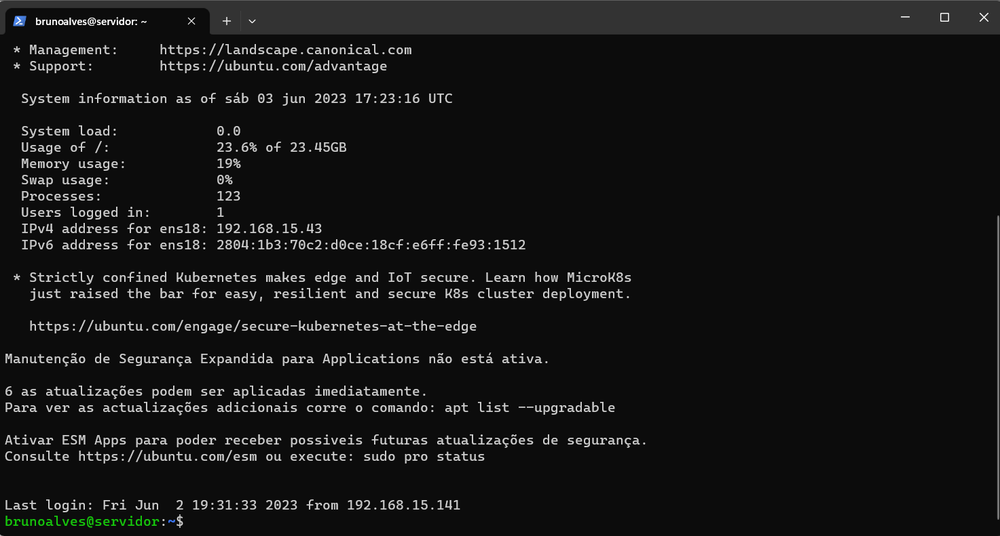 brunoalves@servidor: ~
 * Management:     https://landscape.canonical.com
 * Support:        https://ubuntu.com/advantage

  System information as of sáb 03 jun 2023 17:23:16 UTC

  System load:            0.0
  Usage of /:             23.6% of 23.45GB
  Memory usage:           19%
  Swap usage:             0%
  Processes:              123
  Users logged in:        1
  IPv4 address for ens18: 192.168.15.43
  IPv6 address for ens18: 2804:1b3:70c2:d0ce:18cf:e6ff:fe93:1512

 * Strictly confined Kubernetes makes edge and IoT secure. Learn how MicroK8s
   just raised the bar for easy, resilient and secure K8s cluster deployment.

   https://ubuntu.com/engage/secure-kubernetes-at-the-edge

Manutenção de Segurança Expandida para Applications não está ativa.

6 as atualizações podem ser aplicadas imediatamente.
Para ver as actualizações adicionais corre o comando: apt list --upgradable

Ativar ESM Apps para poder receber possiveis futuras atualizações de segurança.
Consulte https://ubuntu.com/esm ou execute: sudo pro status

Last login: Fri Jun  2 19:31:33 2023 from 192.168.15.141
brunoalves@servidor:~$